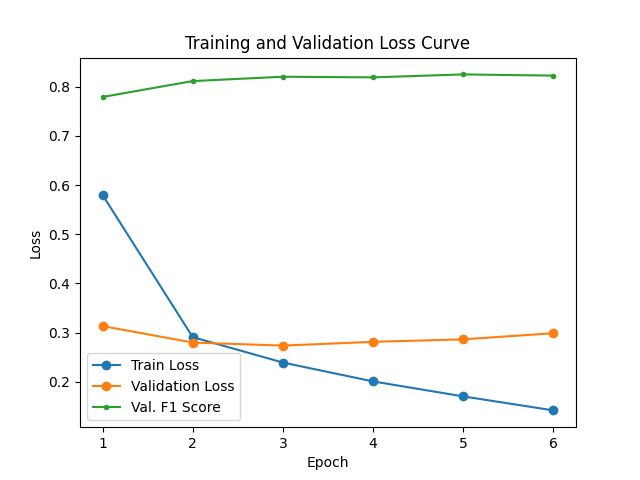 Training and Validation Loss Curve
0.8
0.7
0.6
0.5
0.4
0.3
0.2
Loss
Train Loss
Validation Loss
Val. F1 Score
1 2 3 4 5 6
Epoch